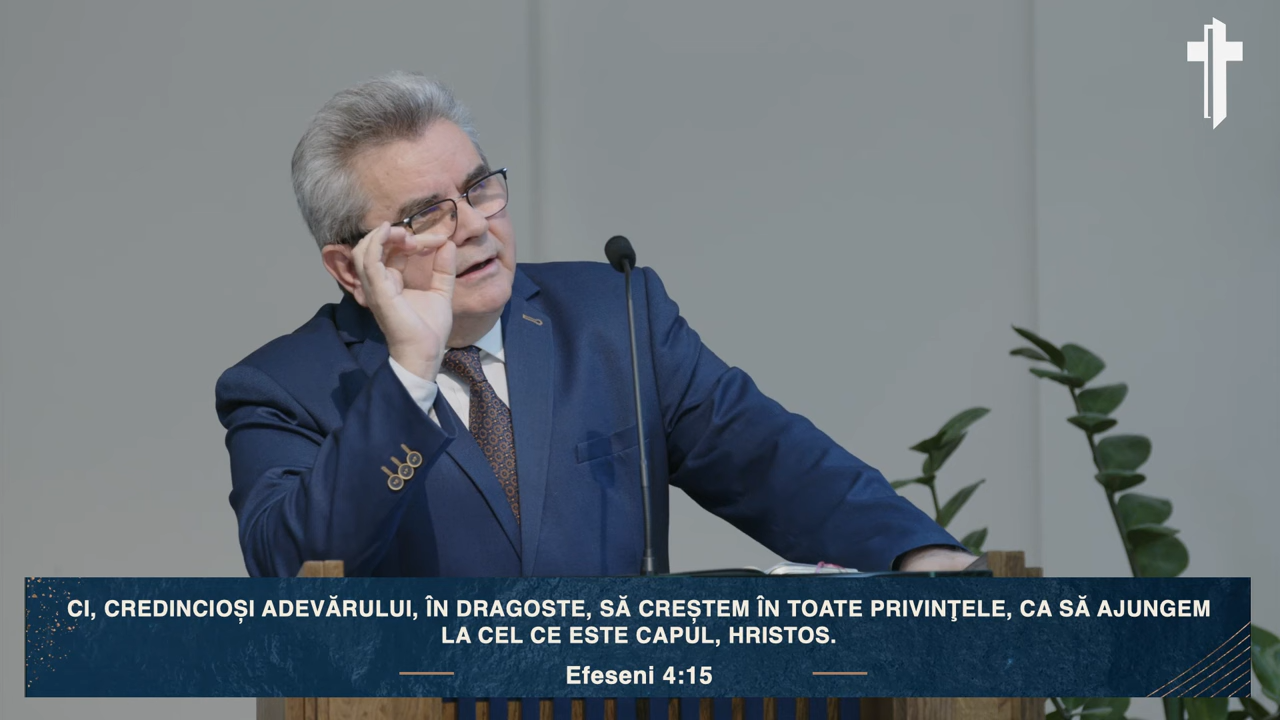 CI, CREDINCIOȘI ADEVĂRULUI, ÎN DRAGOSTE, SĂ CREȘTEM ÎN TOATE PRIVINŢELE, CA SĂ AJUNGEM
LA CEL CE ESTE CAPUL, HRISTOS.
Efeseni 4:15